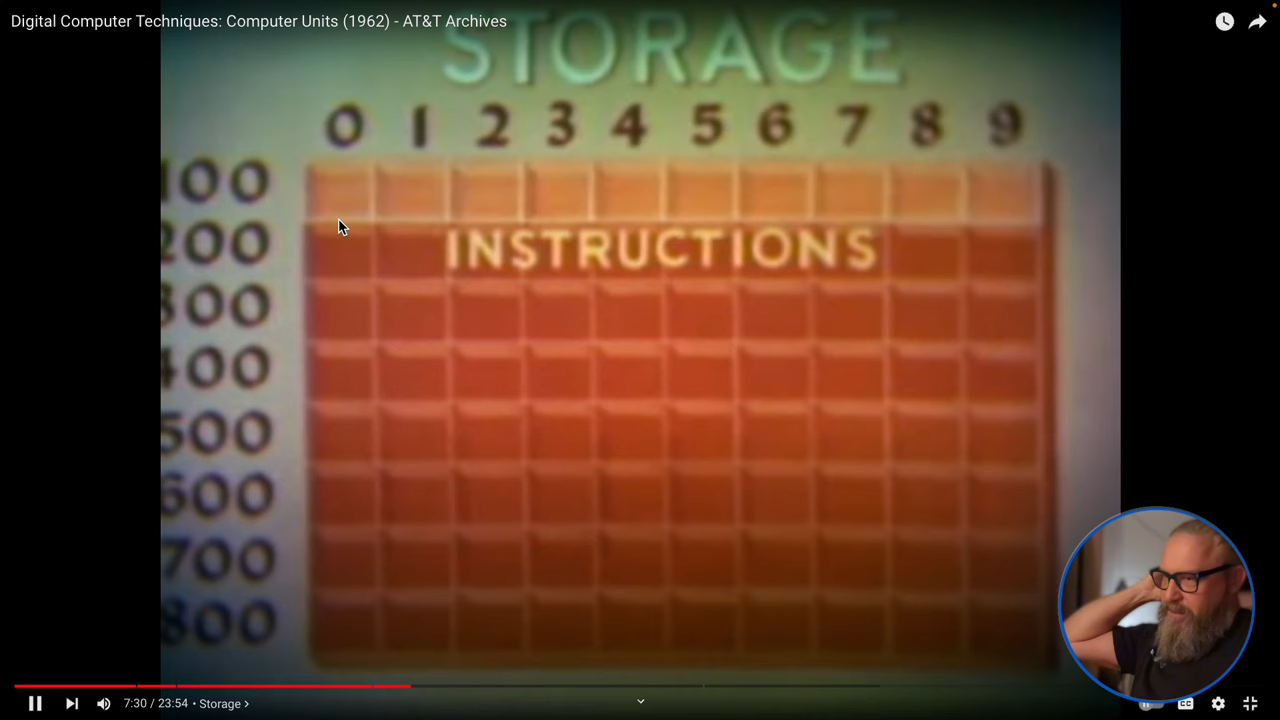 Digital Computer Techniques: Computer Units (1962) - AT&T Archives
STORAGE
0 1 2 3 4 5 6 7 8 9
100
200 INSTRUCTIONS
300
400
500
600
700
800
7:30 / 23:54 • Storage >
CC